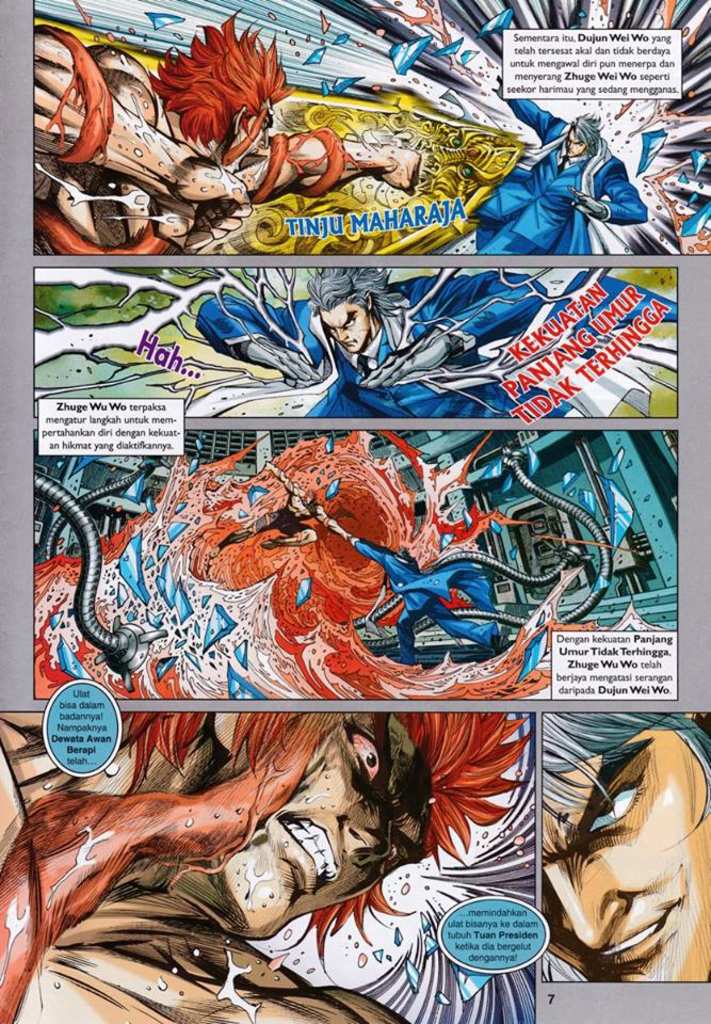 Sementara itu, Dujun Wei Wo yang
telah tersesat akal dan tidak berdaya
untuk mengawal diri pun menerpa dan
menyerang Zhuge Wei Wo seperti
seekor harimau yang sedang mengganas.
TINJU MAHARAJA
Hah...
KEKUATAN
PANJANG UMUR
TIDAK TERHINGGA
Zhuge Wu Wo terpaksa
mengatur langkah untuk mem-
pertahankan diri dengan kekuat-
an hikmat yang diaktifkannya.
Dengan kekuatan Panjang
Umur Tidak Terhingga,
Zhuge Wu Wo telah
berjaya mengatasi serangan
daripada Dujun Wei Wo.
Ulat
bisa dalam
badannya!
Nampaknya
Dewata Awan
Berapi
telah...
...memindahkan
ulat bisanya ke dalam
tubuh Tuan Presiden
ketika dia bergelut
dengannya!
7